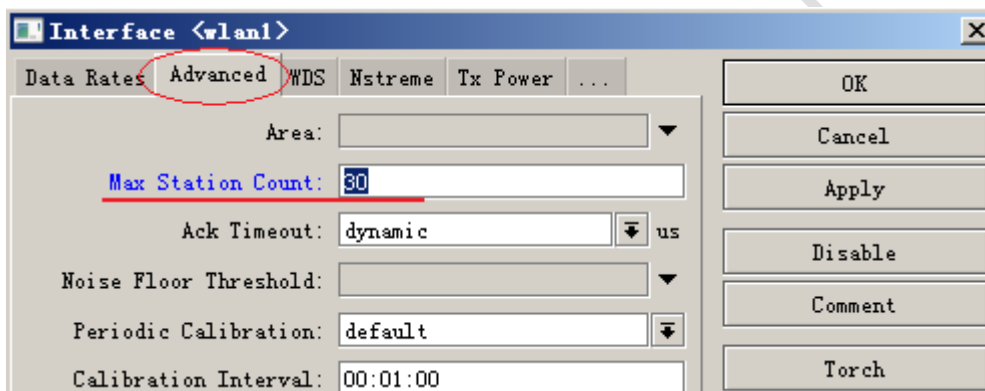 Interface <wlan1>
Data Rates Advanced WDS Nstreme Tx Power ...
Area:
Max Station Count: 30
Ack Timeout: dynamic us
Noise Floor Threshold:
Periodic Calibration: default
Calibration Interval: 00:01:00
OK
Cancel
Apply
Disable
Comment
Torch